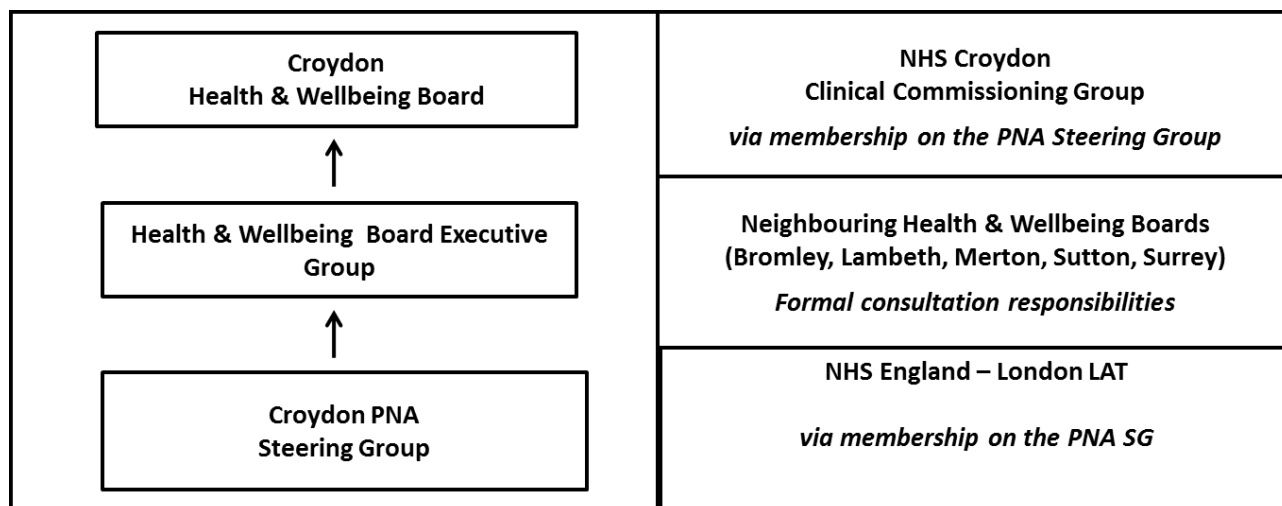 Croydon
Health & Wellbeing Board
Health & Wellbeing Board Executive
Group
Croydon PNA
Steering Group
NHS Croydon
Clinical Commissioning Group
via membership on the PNA Steering Group
Neighbouring Health & Wellbeing Boards
(Bromley, Lambeth, Merton, Sutton, Surrey)
Formal consultation responsibilities
NHS England – London LAT
via membership on the PNA SG